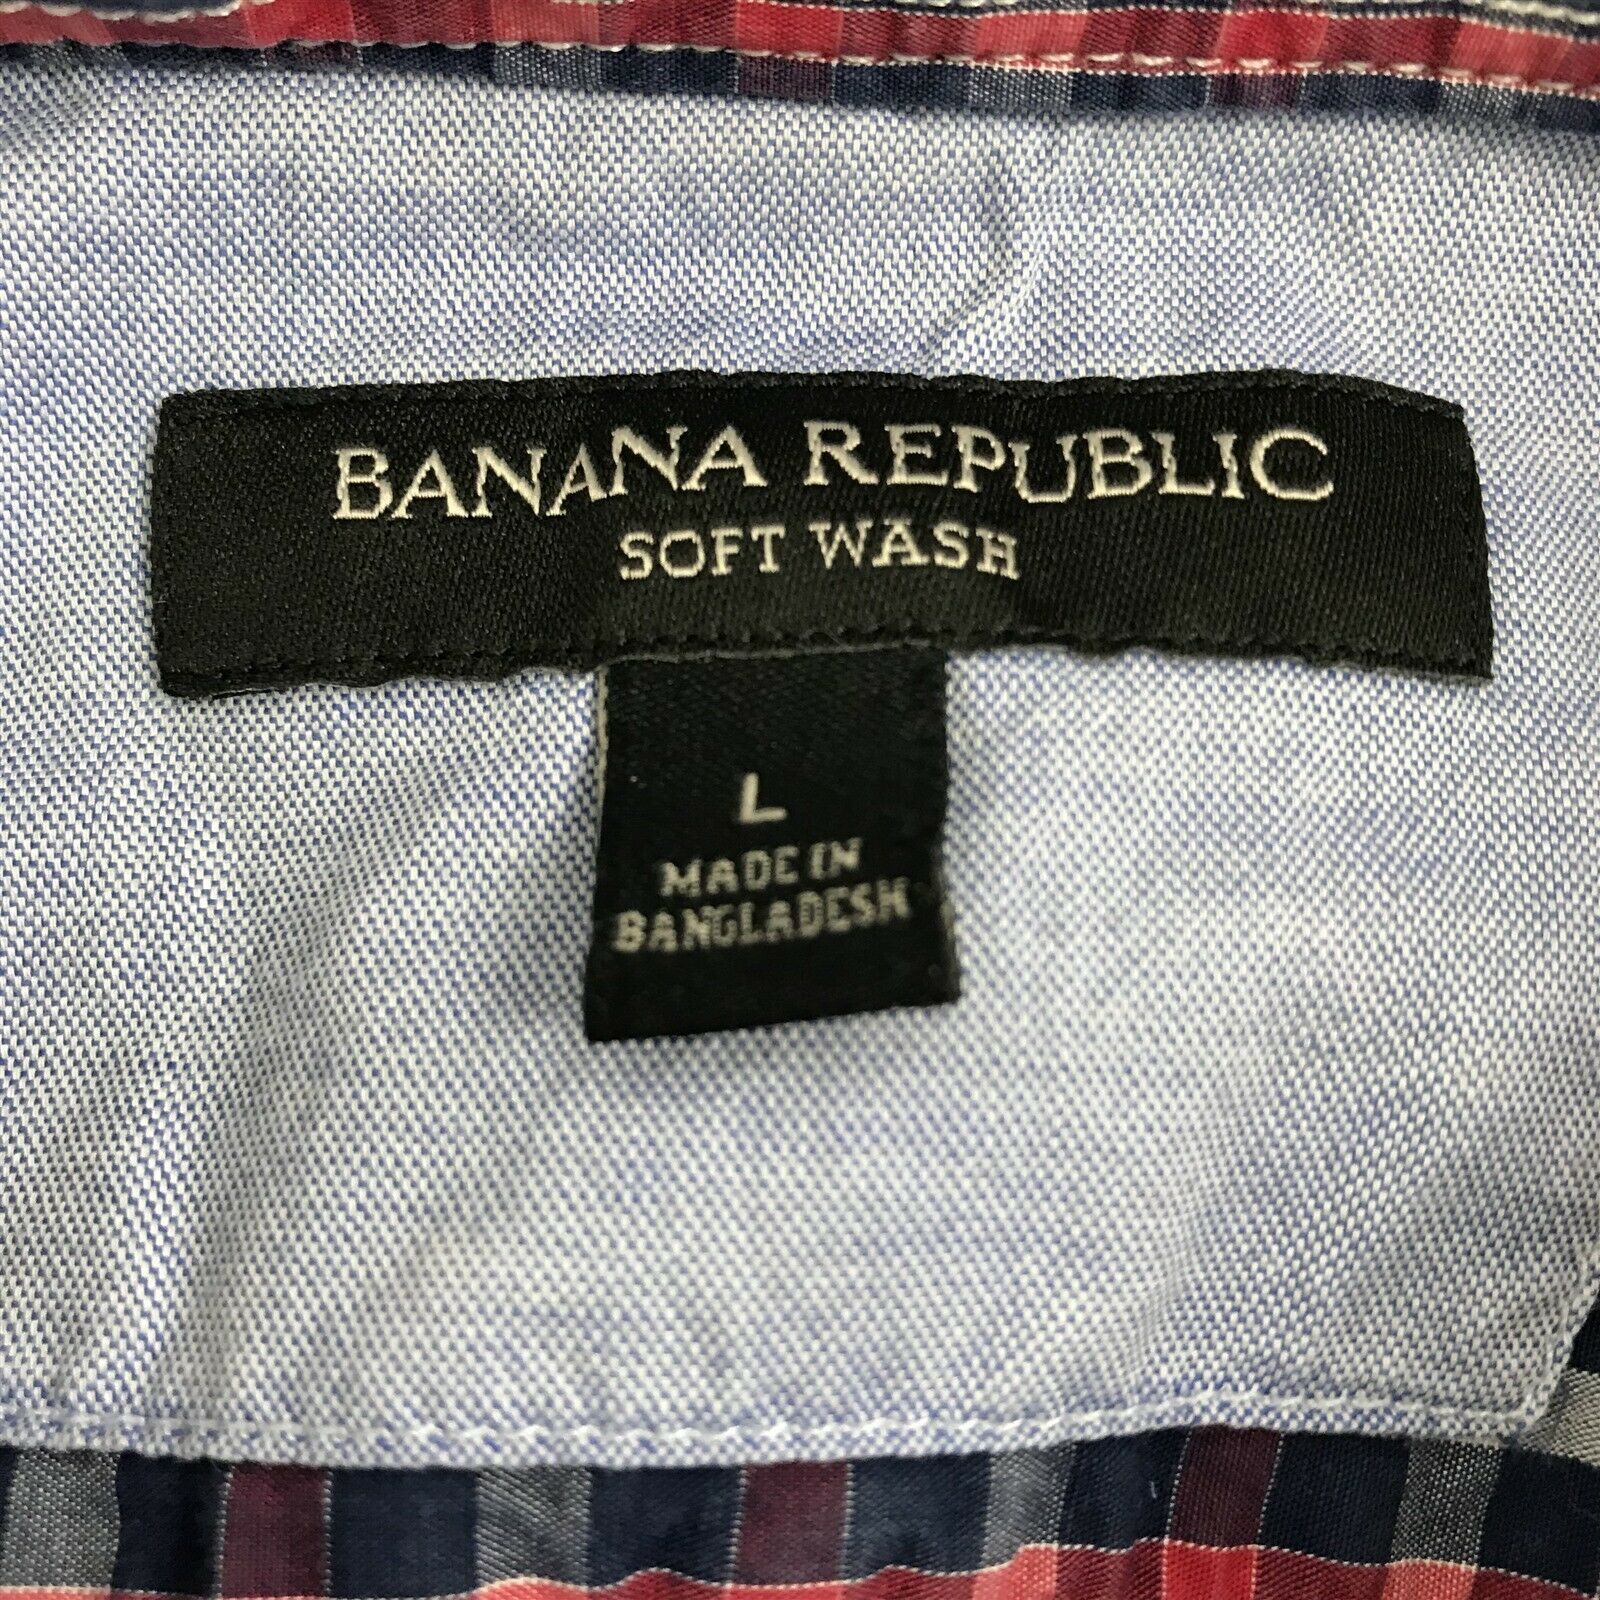 BANANA REPUBLIC
SOFT WASH
L
MADE IN
BANGLADESH